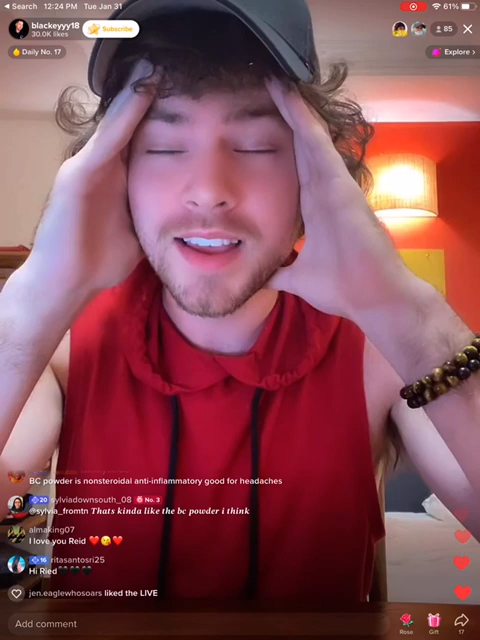 Search 12:24 PM Tue Jan 31 61%
blackeyyy18
30.0K likes
Subscribe
85
Daily No. 17
Explore
BC powder is nonsteroidal anti-inflammatory good for headaches
20 sylviadownsouth_08 No. 3
@sylvia_fromtn Thats kinda like the bc powder i think
almaking07
I love you Reid ❤️😘❤️
16 ritasantosri25
Hi Ried🖤🖤🖤
jen.eaglewhosoars liked the LIVE
Add comment
Rose
Gift
17